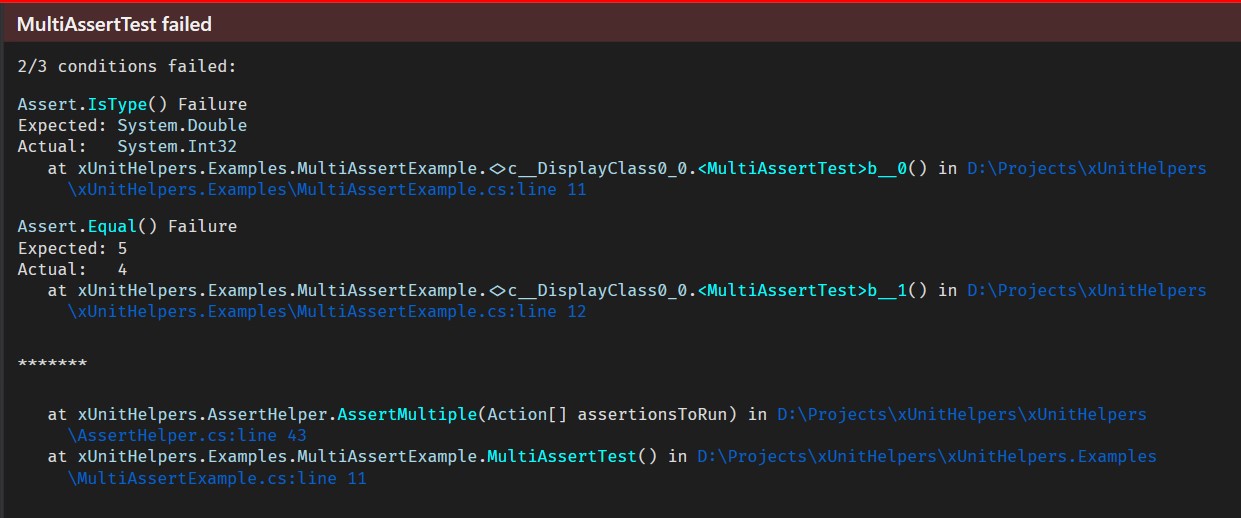 MultiAssertTest failed
2/3 conditions failed:
Assert.IsType() Failure
Expected: System.Double
Actual:   System.Int32
   at xUnitHelpers.Examples.MultiAssertExample.<>c__DisplayClass0_0.<MultiAssertTest>b__0() in D:\Projects\xUnitHelpers
\xUnitHelpers.Examples\MultiAssertExample.cs:line 11
Assert.Equal() Failure
Expected: 5
Actual:   4
   at xUnitHelpers.Examples.MultiAssertExample.<>c__DisplayClass0_0.<MultiAssertTest>b__1() in D:\Projects\xUnitHelpers
\xUnitHelpers.Examples\MultiAssertExample.cs:line 12
*******
   at xUnitHelpers.AssertHelper.AssertMultiple(Action[] assertionsToRun) in D:\Projects\xUnitHelpers\xUnitHelpers
\AssertHelper.cs:line 43
   at xUnitHelpers.Examples.MultiAssertExample.MultiAssertTest() in D:\Projects\xUnitHelpers\xUnitHelpers.Examples
\MultiAssertExample.cs:line 11